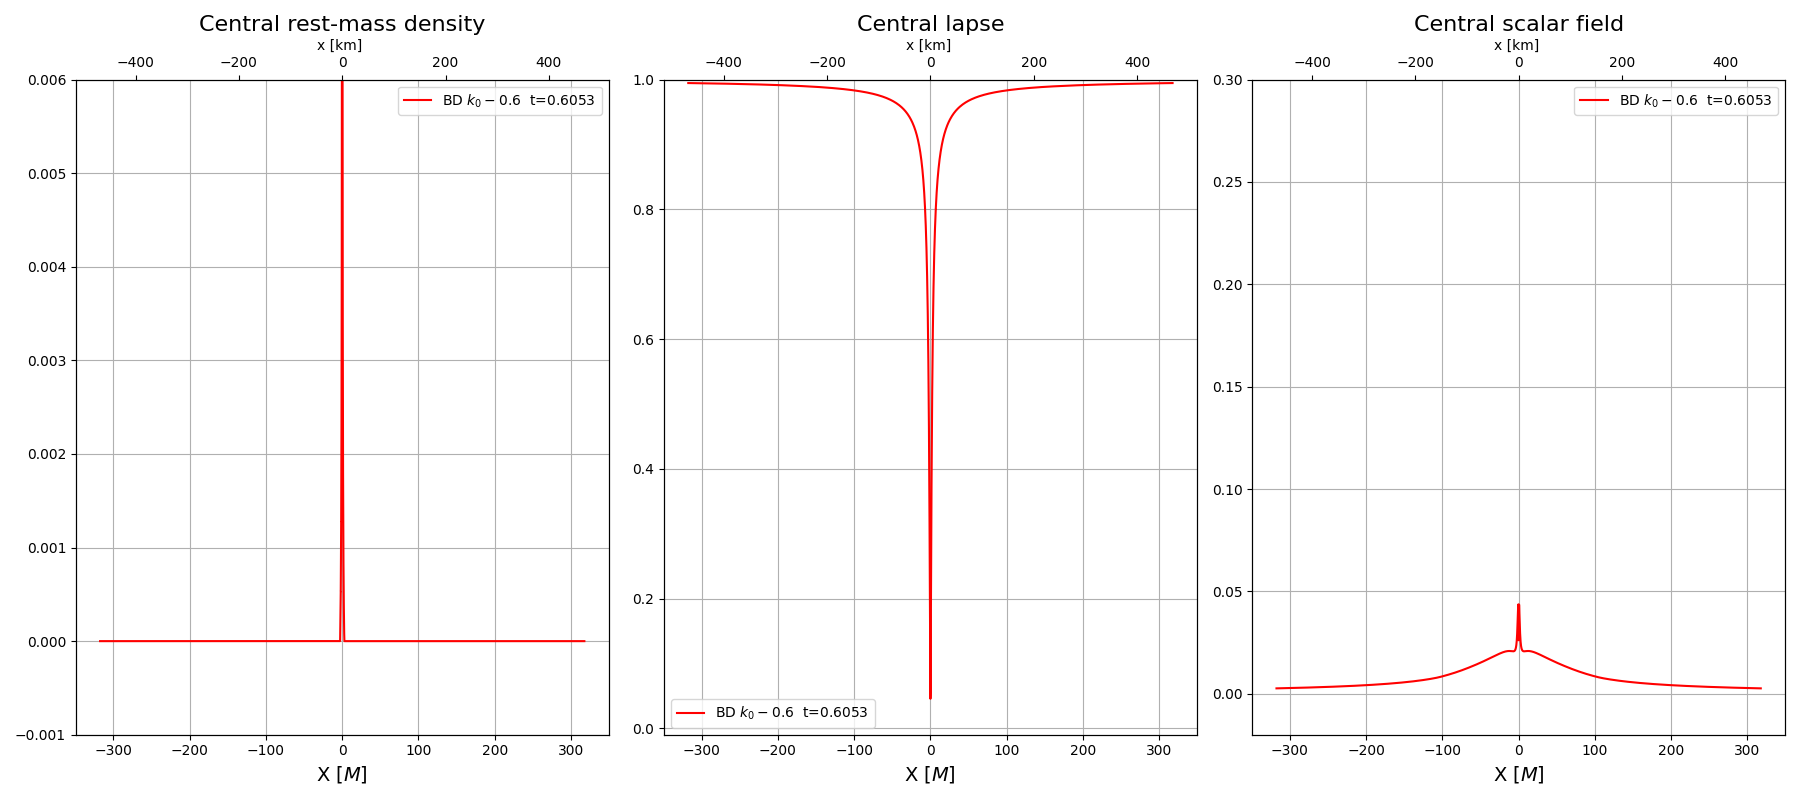 Central rest-mass density
x [km]
−400 −200 0 200 400
0.006
0.005
0.004
0.003
0.002
0.001
0.000
−0.001
BD k₀ − 0.6 t=0.6053
−300 −200 −100 0 100 200 300
X [M]
Central lapse
x [km]
−400 −200 0 200 400
1.0
0.8
0.6
0.4
0.2
0.0
BD k₀ − 0.6 t=0.6053
−300 −200 −100 0 100 200 300
X [M]
Central scalar field
x [km]
−400 −200 0 200 400
0.30
0.25
0.20
0.15
0.10
0.05
0.00
BD k₀ − 0.6 t=0.6053
−300 −200 −100 0 100 200 300
X [M]